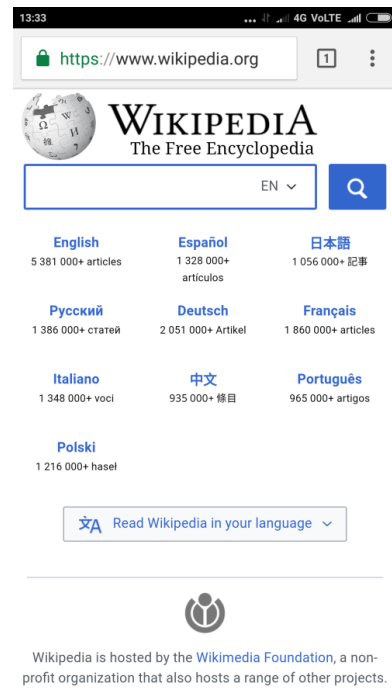 13:33
... 4G VoLTE
https://www.wikipedia.org
1
WIKIPEDIA
The Free Encyclopedia
EN
English
5 381 000+ articles
Español
1 328 000+
artículos
日本語
1 056 000+ 記事
Русский
1 386 000+ статей
Deutsch
2 051 000+ Artikel
Français
1 860 000+ articles
Italiano
1 348 000+ voci
中文
935 000+ 條目
Português
965 000+ artigos
Polski
1 216 000+ haseł
Read Wikipedia in your language
Wikipedia is hosted by the Wikimedia Foundation, a non-
profit organization that also hosts a range of other projects.